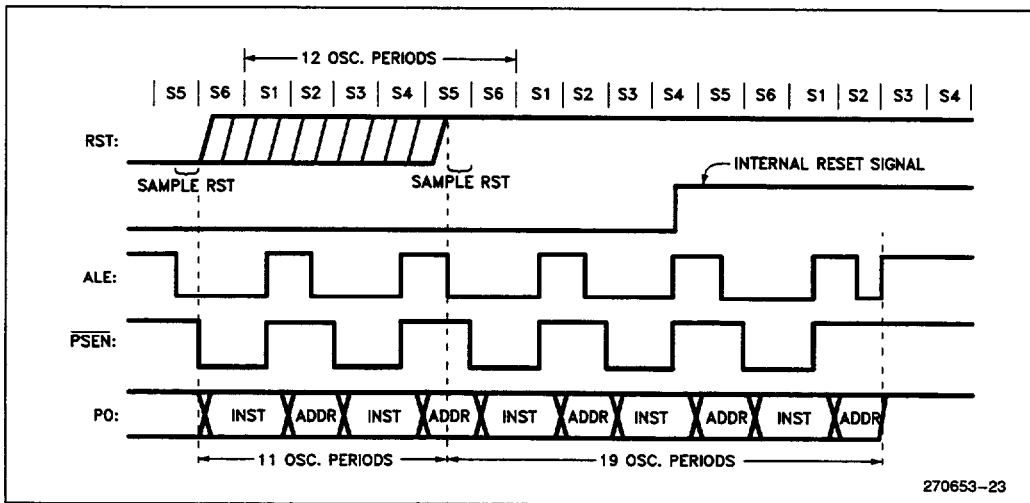 12 OSC. PERIODS
S5 S6 S1 S2 S3 S4 S5 S6 S1 S2 S3 S4 S5 S6 S1 S2 S3 S4
RST:
SAMPLE RST SAMPLE RST
INTERNAL RESET SIGNAL
ALE:
PSEN:
P0: INST ADDR INST ADDR INST ADDR INST ADDR INST ADDR
11 OSC. PERIODS 19 OSC. PERIODS
270653-23